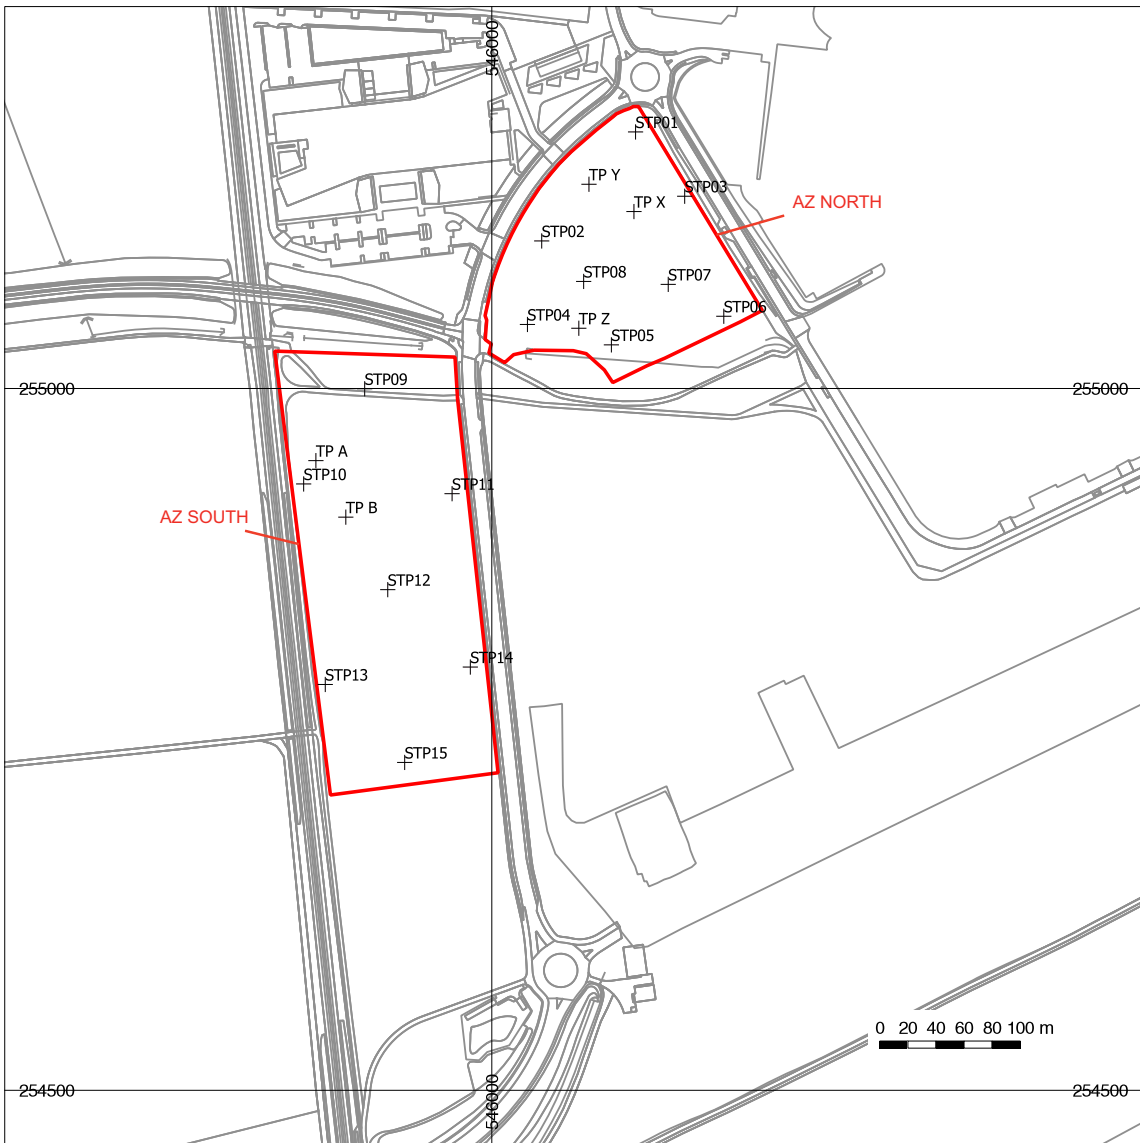 546000
STP01
TP Y
STP03
TP X
AZ NORTH
STP02
STP08
STP07
STP04
TP Z
STP06
STP05
255000
STP09
255000
TP A
STP10
STP11
AZ SOUTH
TP B
STP12
STP14
STP13
STP15
0 20 40 60 80 100 m
254500
546000
254500